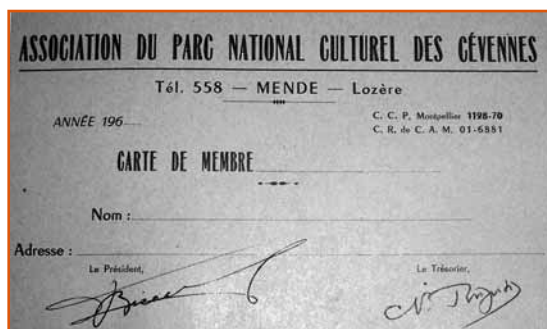 ASSOCIATION DU PARC NATIONAL CULTUREL DES CÉVENNES
Tél. 558 — MENDE — Lozère
ANNÉE 196
C. C. P. Montpellier 1128-70
C. R. de C. A. M. 01-6881
CARTE DE MEMBRE
Nom :
Adresse :
Le Président,
Le Trésorier,